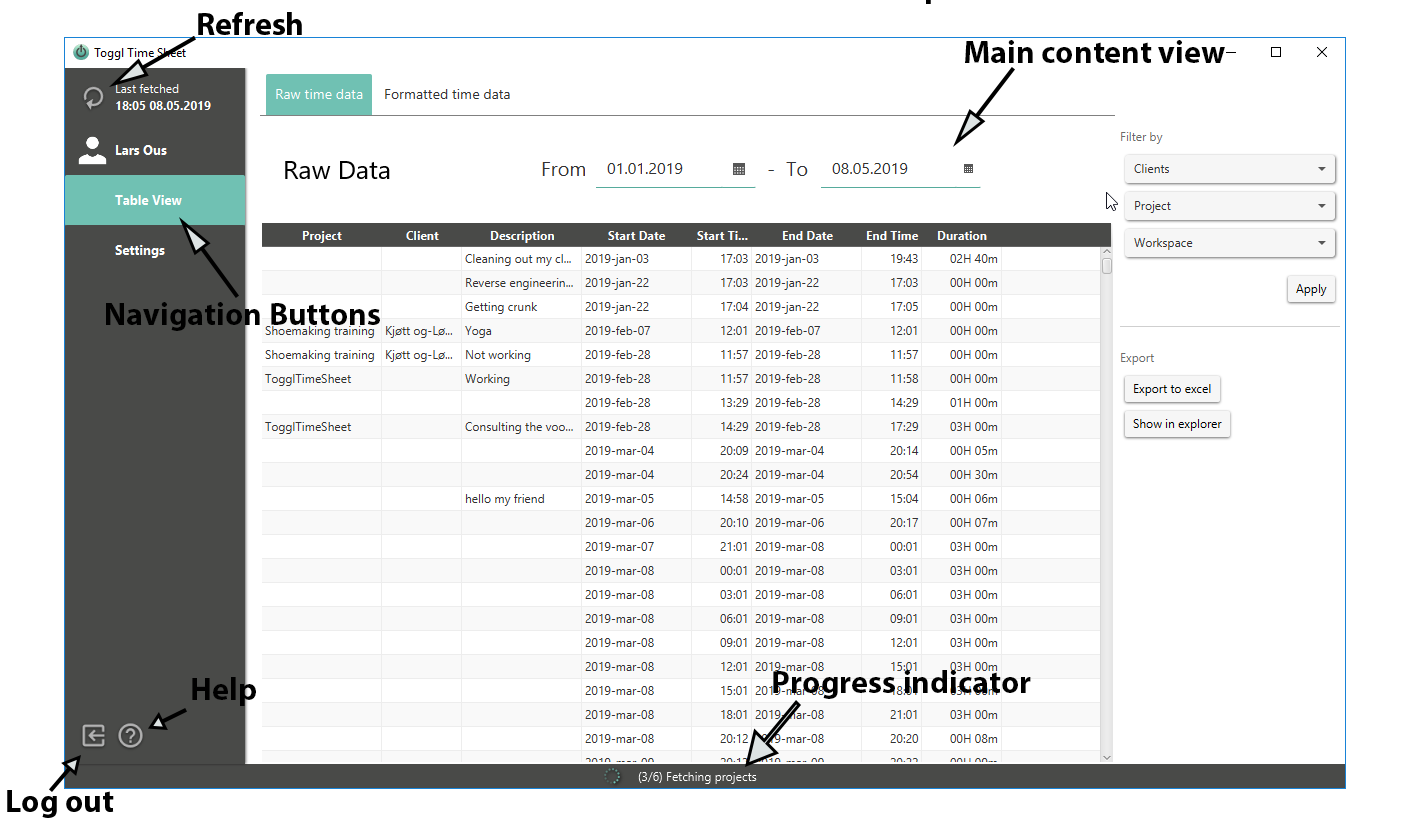 Refresh
Toggl Time Sheet
Main content view
Last fetched
18:05 08.05.2019
Raw time data Formatted time data
Lars Ous
Raw Data From 01.01.2019 - To 08.05.2019
Filter by
Clients
Project
Workspace
Apply
Table View
Settings
Navigation Buttons
Project Client Description Start Date Start Ti... End Date End Time Duration
Cleaning out my cl... 2019-jan-03 17:03 2019-jan-03 19:43 02H 40m
Reverse engineerin... 2019-jan-22 17:03 2019-jan-22 17:03 00H 00m
Getting crunk 2019-jan-22 17:04 2019-jan-22 17:05 00H 00m
Shoemaking training Kjøtt og-Lø... Yoga 2019-feb-07 12:01 2019-feb-07 12:01 00H 00m
Shoemaking training Kjøtt og-Lø... Not working 2019-feb-28 11:57 2019-feb-28 11:57 00H 00m
TogglTimeSheet Working 2019-feb-28 11:57 2019-feb-28 11:58 00H 00m
2019-feb-28 13:29 2019-feb-28 14:29 01H 00m
TogglTimeSheet Consulting the voo... 2019-feb-28 14:29 2019-feb-28 17:29 03H 00m
2019-mar-04 20:09 2019-mar-04 20:14 00H 05m
2019-mar-04 20:24 2019-mar-04 20:54 00H 30m
hello my friend 2019-mar-05 14:58 2019-mar-05 15:04 00H 06m
2019-mar-06 20:10 2019-mar-06 20:17 00H 07m
2019-mar-07 21:01 2019-mar-08 00:01 03H 00m
2019-mar-08 00:01 2019-mar-08 03:01 03H 00m
2019-mar-08 03:01 2019-mar-08 06:01 03H 00m
2019-mar-08 06:01 2019-mar-08 09:01 03H 00m
2019-mar-08 09:01 2019-mar-08 12:01 03H 00m
2019-mar-08 12:01 2019-mar-08 15:01 03H 00m
2019-mar-08 15:01
2019-mar-08 18:01 2019-mar-08 21:01 03H 00m
2019-mar-08 20:12 2019-mar-08 20:20 00H 08m
Export
Export to excel
Show in explorer
Help
Progress indicator
(3/6) Fetching projects
Log out